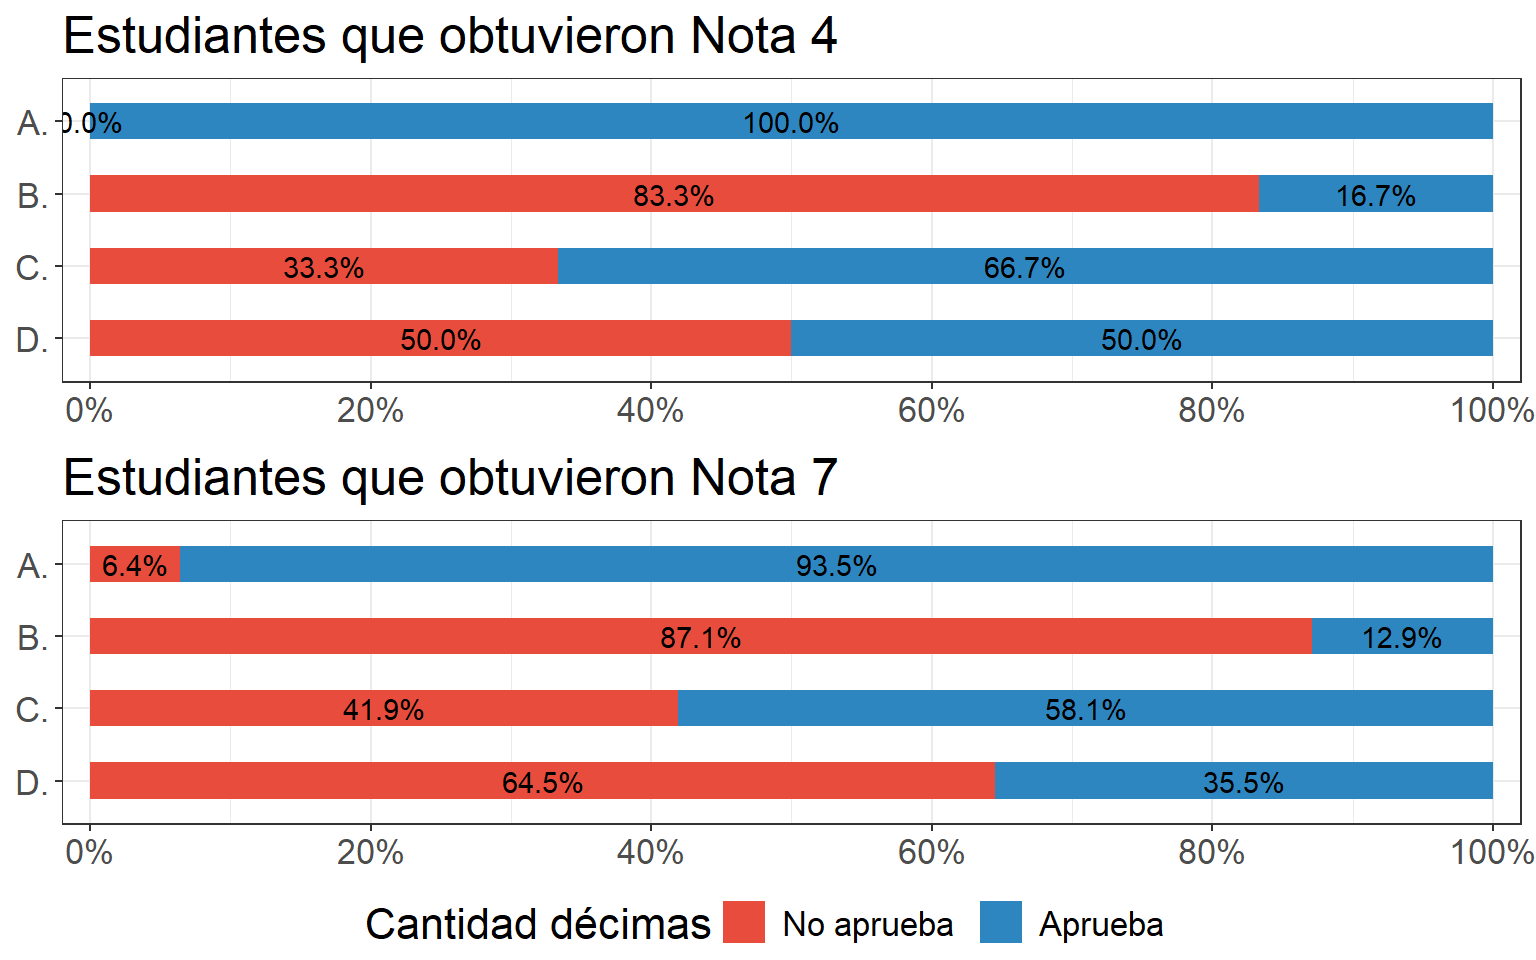 Estudiantes que obtuvieron Nota 4
A. 0.0% 100.0%
B. 83.3% 16.7%
C. 33.3% 66.7%
D. 50.0% 50.0%
0% 20% 40% 60% 80% 100%
Estudiantes que obtuvieron Nota 7
A. 6.4% 93.5%
B. 87.1% 12.9%
C. 41.9% 58.1%
D. 64.5% 35.5%
0% 20% 40% 60% 80% 100%
Cantidad décimas No aprueba Aprueba